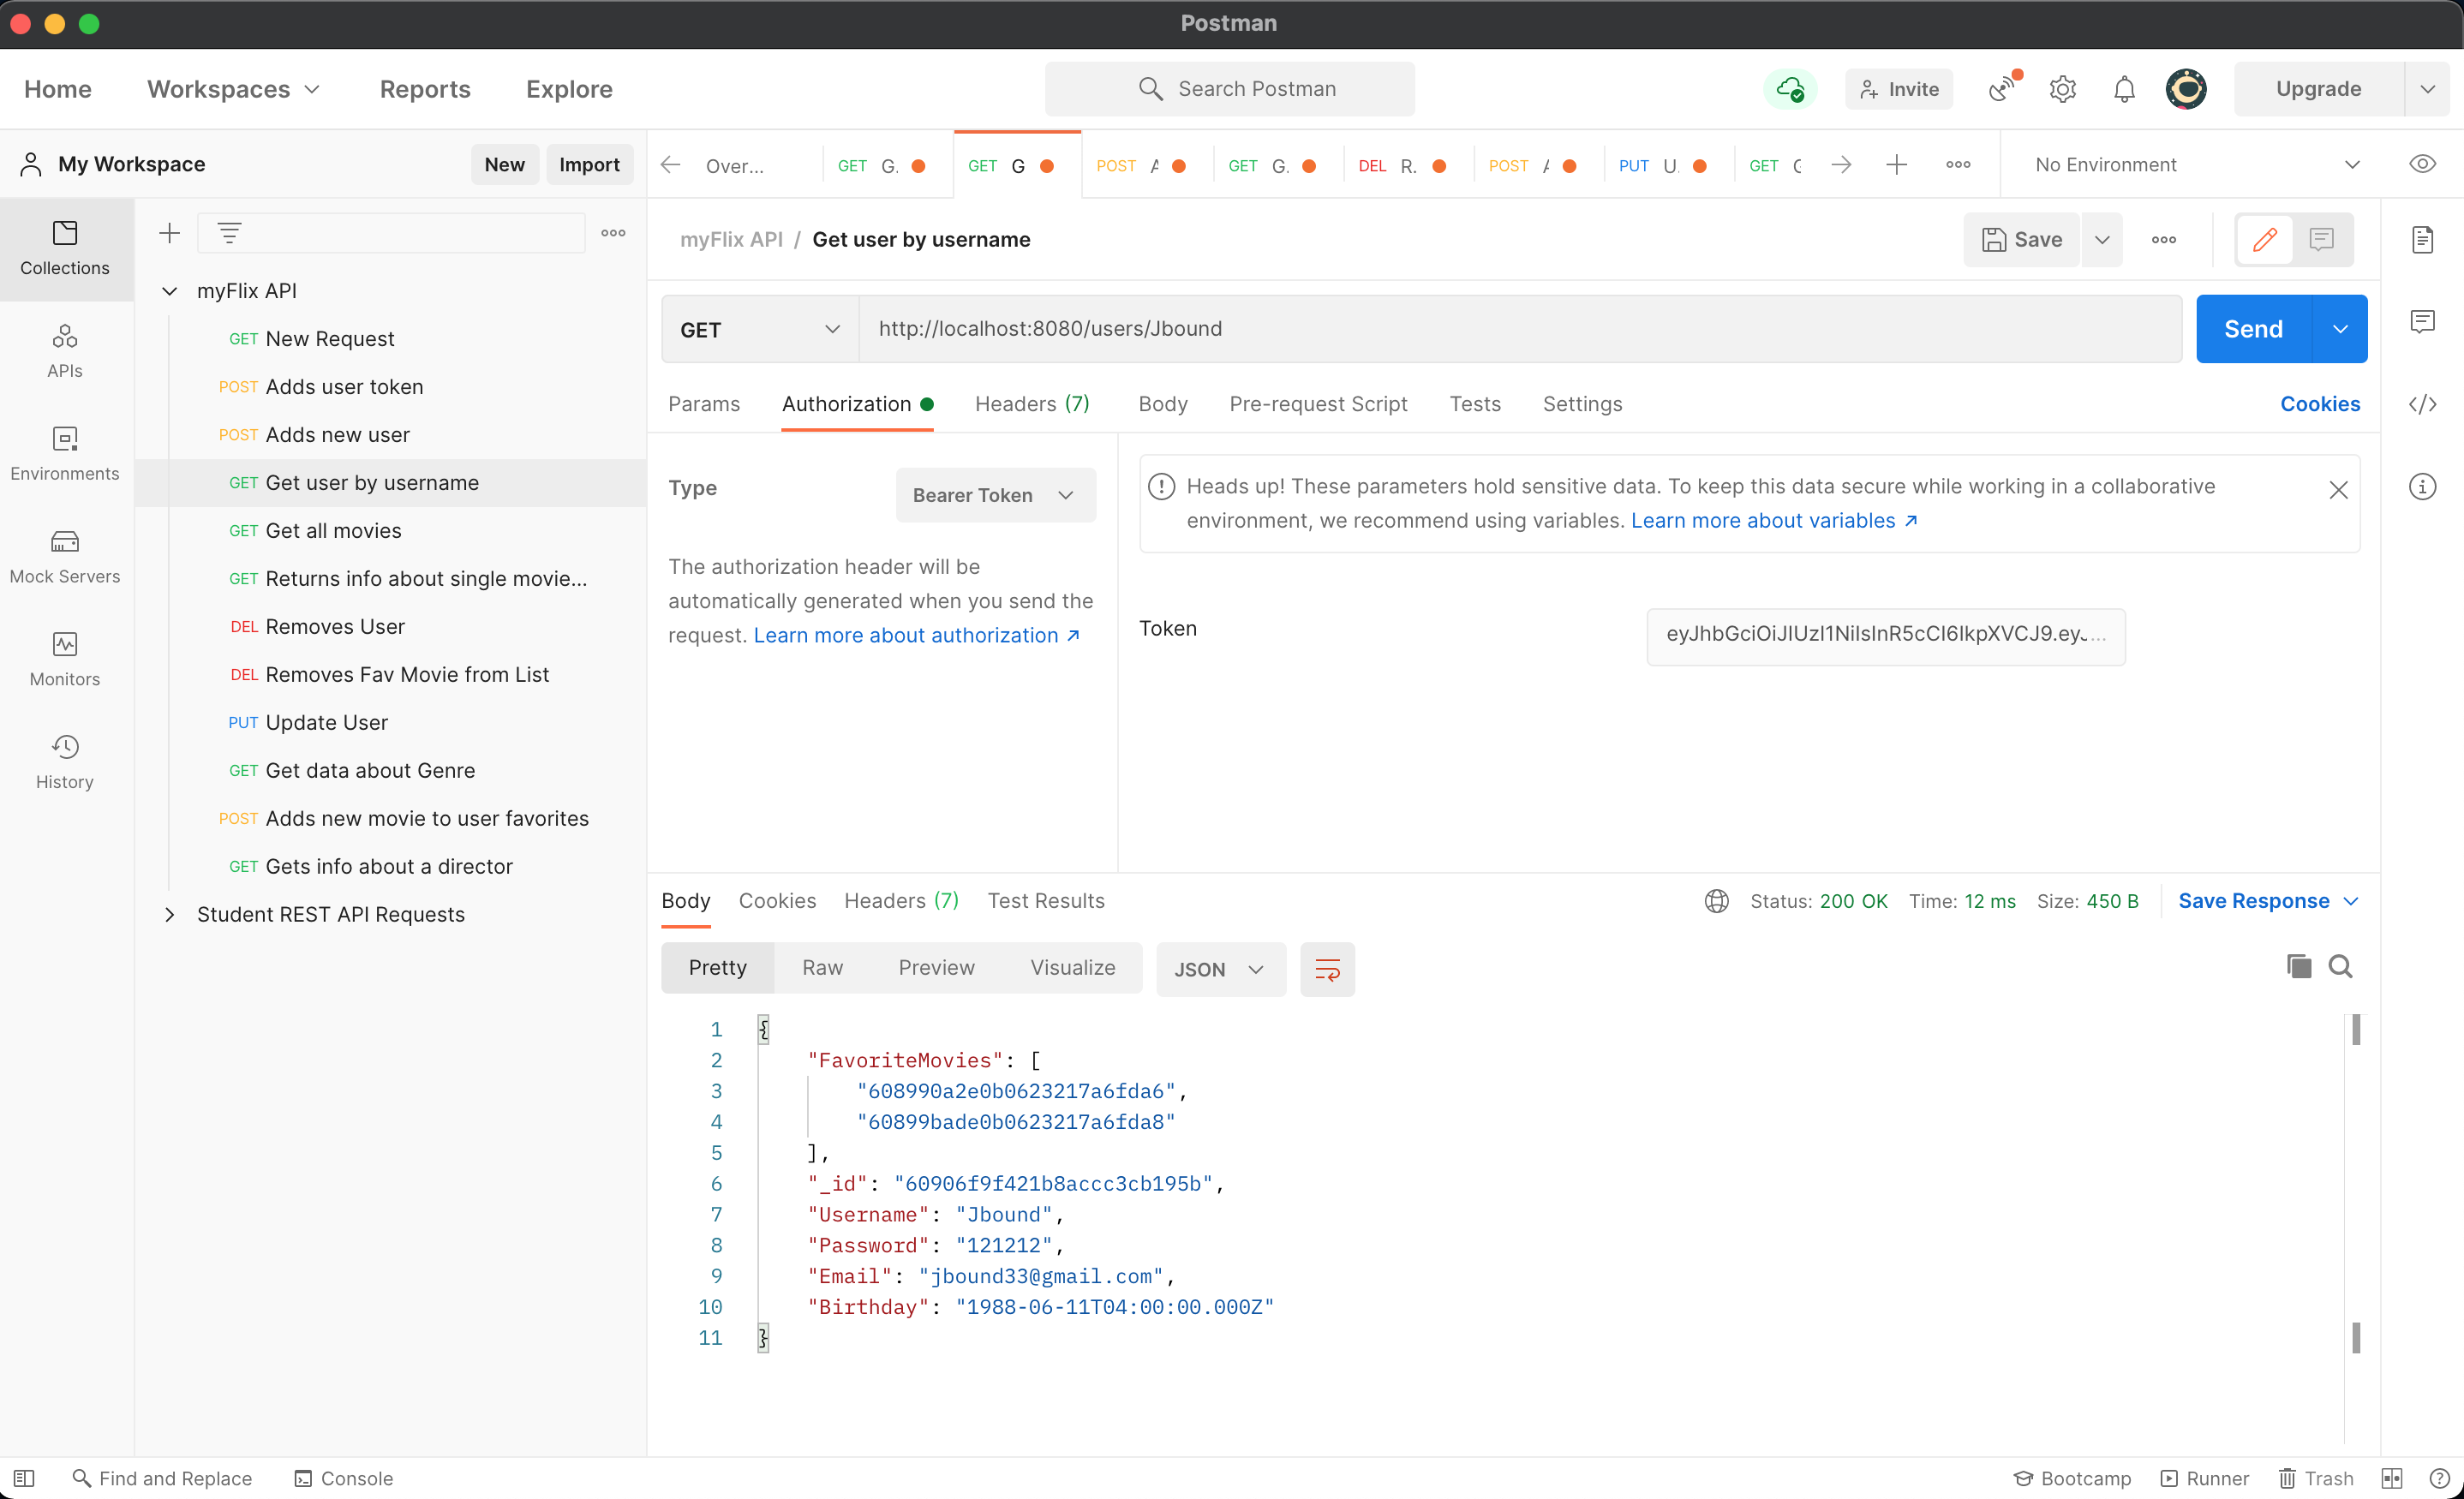 Postman
Home Workspaces Reports Explore Search Postman Invite Upgrade
My Workspace New Import
Over... GET G. GET G POST GET G. DEL R. POST PUT U. GET No Environment
Collections
APIs
Environments
Mock Servers
Monitors
History
myFlix API
GET New Request
POST Adds user token
POST Adds new user
GET Get user by username
GET Get all movies
GET Returns info about single movie...
DEL Removes User
DEL Removes Fav Movie from List
PUT Update User
GET Get data about Genre
POST Adds new movie to user favorites
GET Gets info about a director
Student REST API Requests
myFlix API / Get user by username Save
GET http://localhost:8080/users/Jbound Send
Params Authorization Headers (7) Body Pre-request Script Tests Settings Cookies
Type Bearer Token
The authorization header will be
automatically generated when you send the
request. Learn more about authorization ↗
Heads up! These parameters hold sensitive data. To keep this data secure while working in a collaborative
environment, we recommend using variables. Learn more about variables ↗
Token eyJhbGciOiJIUzI1NiIsInR5cCI6IkpXVCJ9.eyJ...
Body Cookies Headers (7) Test Results Status: 200 OK Time: 12 ms Size: 450 B Save Response
Pretty Raw Preview Visualize JSON
1 {
2 "FavoriteMovies": [
3 "608990a2e0b0623217a6fda6",
4 "60899bade0b0623217a6fda8"
5 ],
6 "_id": "60906f9f421b8accc3cb195b",
7 "Username": "Jbound",
8 "Password": "121212",
9 "Email": "jbound33@gmail.com",
10 "Birthday": "1988-06-11T04:00:00.000Z"
11 }
Find and Replace Console Bootcamp Runner Trash